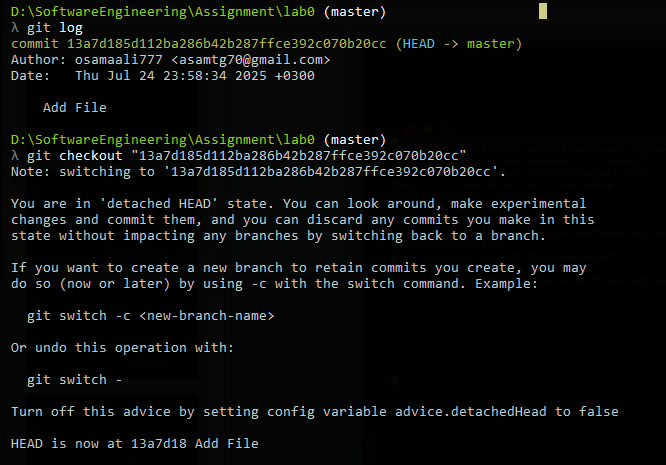 D:\SoftwareEngineering\Assignment\lab0 (master)
λ git log
commit 13a7d185d112ba286b42b287ffce392c070b20cc (HEAD -> master)
Author: osamaali777 <asamtg70@gmail.com>
Date:   Thu Jul 24 23:58:34 2025 +0300
Add File
D:\SoftwareEngineering\Assignment\lab0 (master)
λ git checkout "13a7d185d112ba286b42b287ffce392c070b20cc"
Note: switching to '13a7d185d112ba286b42b287ffce392c070b20cc'.
You are in 'detached HEAD' state. You can look around, make experimental
changes and commit them, and you can discard any commits you make in this
state without impacting any branches by switching back to a branch.
If you want to create a new branch to retain commits you create, you may
do so (now or later) by using -c with the switch command. Example:
git switch -c <new-branch-name>
Or undo this operation with:
git switch -
Turn off this advice by setting config variable advice.detachedHead to false
HEAD is now at 13a7d18 Add File